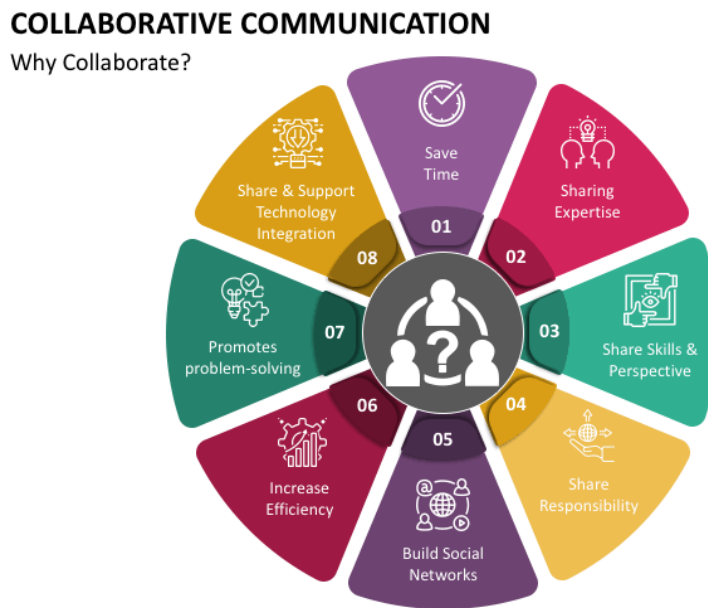 COLLABORATIVE COMMUNICATION
Why Collaborate?
Save
Time
01
Sharing
Expertise
02
Share Skills &
Perspective
03
Share
Responsibility
04
Build Social
Networks
05
Increase
Efficiency
06
Promotes
problem-solving
07
Share & Support
Technology
Integration
08
?
@